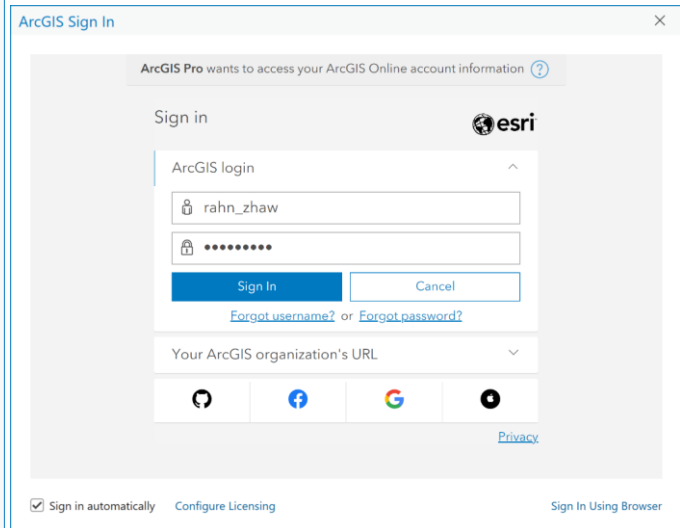 ArcGIS Sign In
ArcGIS Pro wants to access your ArcGIS Online account information ?
Sign in
esri
ArcGIS login
rahn_zhaw
•••••••••
Sign In Cancel
Forgot username? or Forgot password?
Your ArcGIS organization's URL
Privacy
Sign in automatically Configure Licensing Sign In Using Browser